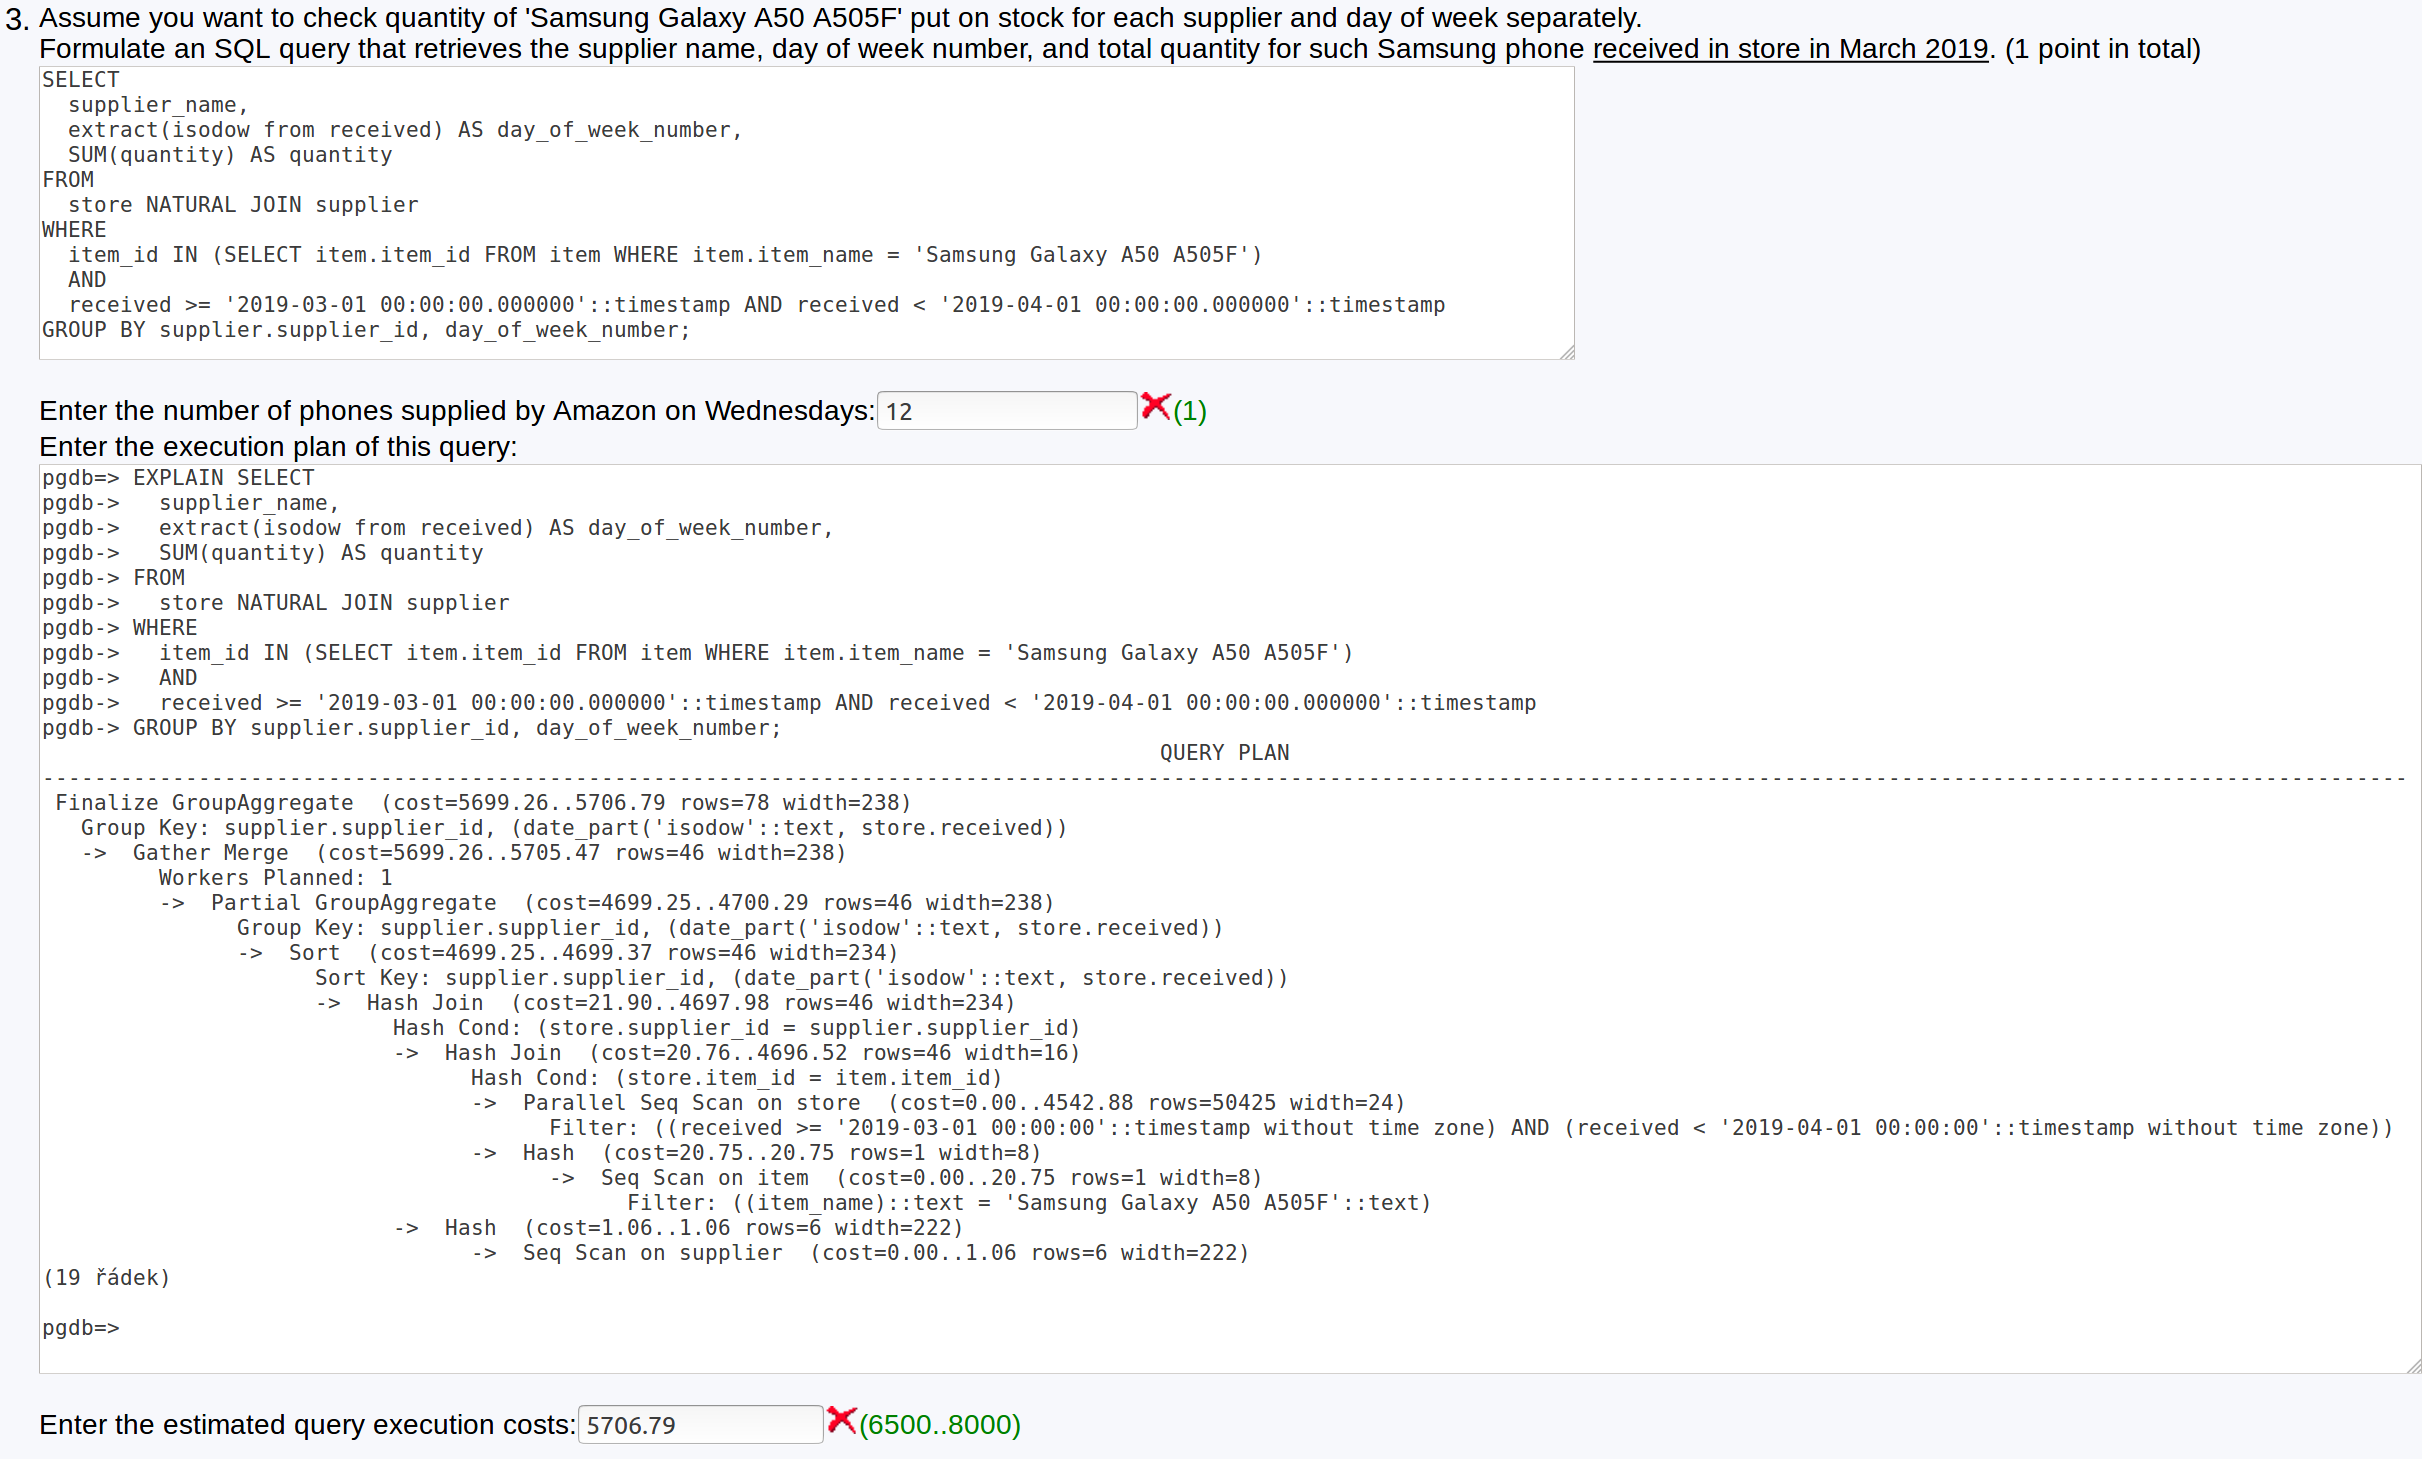 3. Assume you want to check quantity of 'Samsung Galaxy A50 A505F' put on stock for each supplier and day of week separately.
Formulate an SQL query that retrieves the supplier name, day of week number, and total quantity for such Samsung phone received in store in March 2019. (1 point in total)
SELECT
  supplier_name,
  extract(isodow from received) AS day_of_week_number,
  SUM(quantity) AS quantity
FROM
  store NATURAL JOIN supplier
WHERE
  item_id IN (SELECT item.item_id FROM item WHERE item.item_name = 'Samsung Galaxy A50 A505F')
  AND
  received >= '2019-03-01 00:00:00.000000'::timestamp AND received < '2019-04-01 00:00:00.000000'::timestamp
GROUP BY supplier.supplier_id, day_of_week_number;
Enter the number of phones supplied by Amazon on Wednesdays: 12 (1)
Enter the execution plan of this query:
pgdb=> EXPLAIN SELECT
pgdb->   supplier_name,
pgdb->   extract(isodow from received) AS day_of_week_number,
pgdb->   SUM(quantity) AS quantity
pgdb-> FROM
pgdb->   store NATURAL JOIN supplier
pgdb-> WHERE
pgdb->   item_id IN (SELECT item.item_id FROM item WHERE item.item_name = 'Samsung Galaxy A50 A505F')
pgdb->   AND
pgdb->   received >= '2019-03-01 00:00:00.000000'::timestamp AND received < '2019-04-01 00:00:00.000000'::timestamp
pgdb-> GROUP BY supplier.supplier_id, day_of_week_number;
QUERY PLAN
--------------------------------------------------------------------------------------------------------------------------------------------------------------------------------------
 Finalize GroupAggregate  (cost=5699.26..5706.79 rows=78 width=238)
   Group Key: supplier.supplier_id, (date_part('isodow'::text, store.received))
   ->  Gather Merge  (cost=5699.26..5705.47 rows=46 width=238)
         Workers Planned: 1
         ->  Partial GroupAggregate  (cost=4699.25..4700.29 rows=46 width=238)
               Group Key: supplier.supplier_id, (date_part('isodow'::text, store.received))
               ->  Sort  (cost=4699.25..4699.37 rows=46 width=234)
                     Sort Key: supplier.supplier_id, (date_part('isodow'::text, store.received))
                     ->  Hash Join  (cost=21.90..4697.98 rows=46 width=234)
                           Hash Cond: (store.supplier_id = supplier.supplier_id)
                           ->  Hash Join  (cost=20.76..4696.52 rows=46 width=16)
                                 Hash Cond: (store.item_id = item.item_id)
                                 ->  Parallel Seq Scan on store  (cost=0.00..4542.88 rows=50425 width=24)
                                       Filter: ((received >= '2019-03-01 00:00:00'::timestamp without time zone) AND (received < '2019-04-01 00:00:00'::timestamp without time zone))
                                 ->  Hash  (cost=20.75..20.75 rows=1 width=8)
                                       ->  Seq Scan on item  (cost=0.00..20.75 rows=1 width=8)
                                             Filter: ((item_name)::text = 'Samsung Galaxy A50 A505F'::text)
                           ->  Hash  (cost=1.06..1.06 rows=6 width=222)
                                 ->  Seq Scan on supplier  (cost=0.00..1.06 rows=6 width=222)
(19 řádek)
pgdb=>
Enter the estimated query execution costs: 5706.79 (6500..8000)